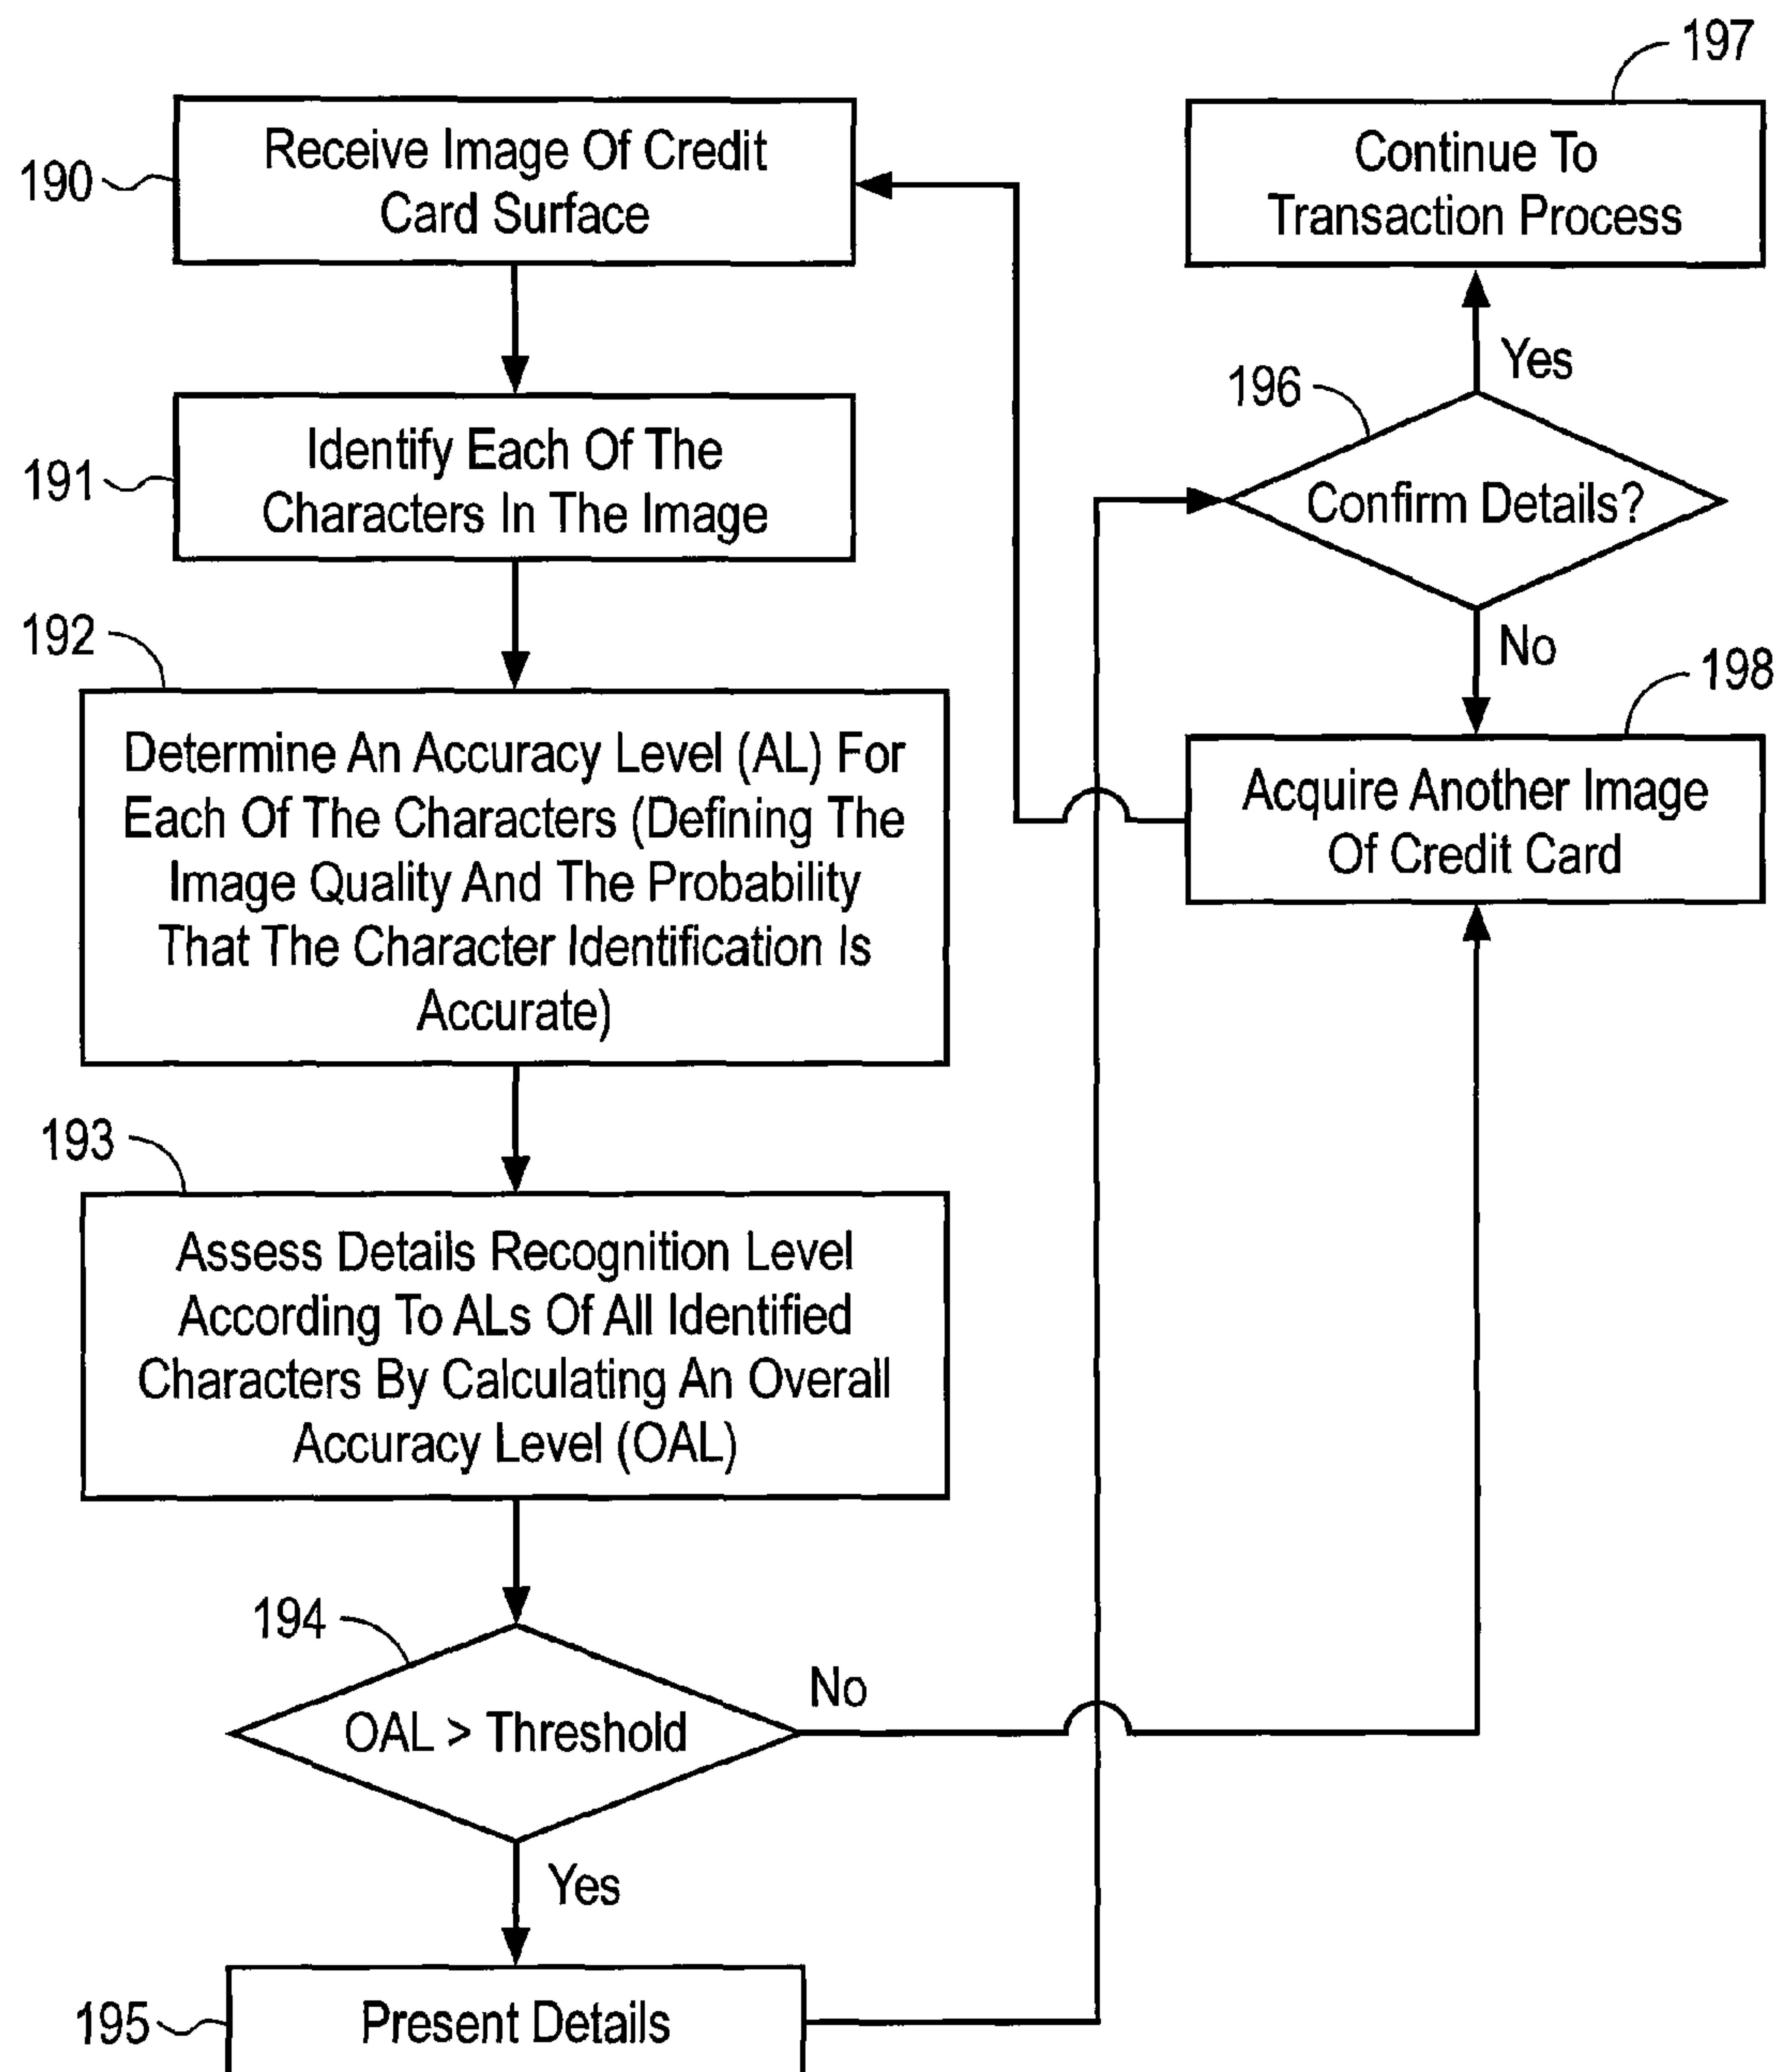 190
Receive Image Of Credit
Card Surface
191
Identify Each Of The
Characters In The Image
192
Determine An Accuracy Level (AL) For
Each Of The Characters (Defining The
Image Quality And The Probability
That The Character Identification Is
Accurate)
193
Assess Details Recognition Level
According To ALs Of All Identified
Characters By Calculating An Overall
Accuracy Level (OAL)
194
OAL > Threshold
No
Yes
195
Present Details
196
Confirm Details?
Yes
197
Continue To
Transaction Process
No
198
Acquire Another Image
Of Credit Card